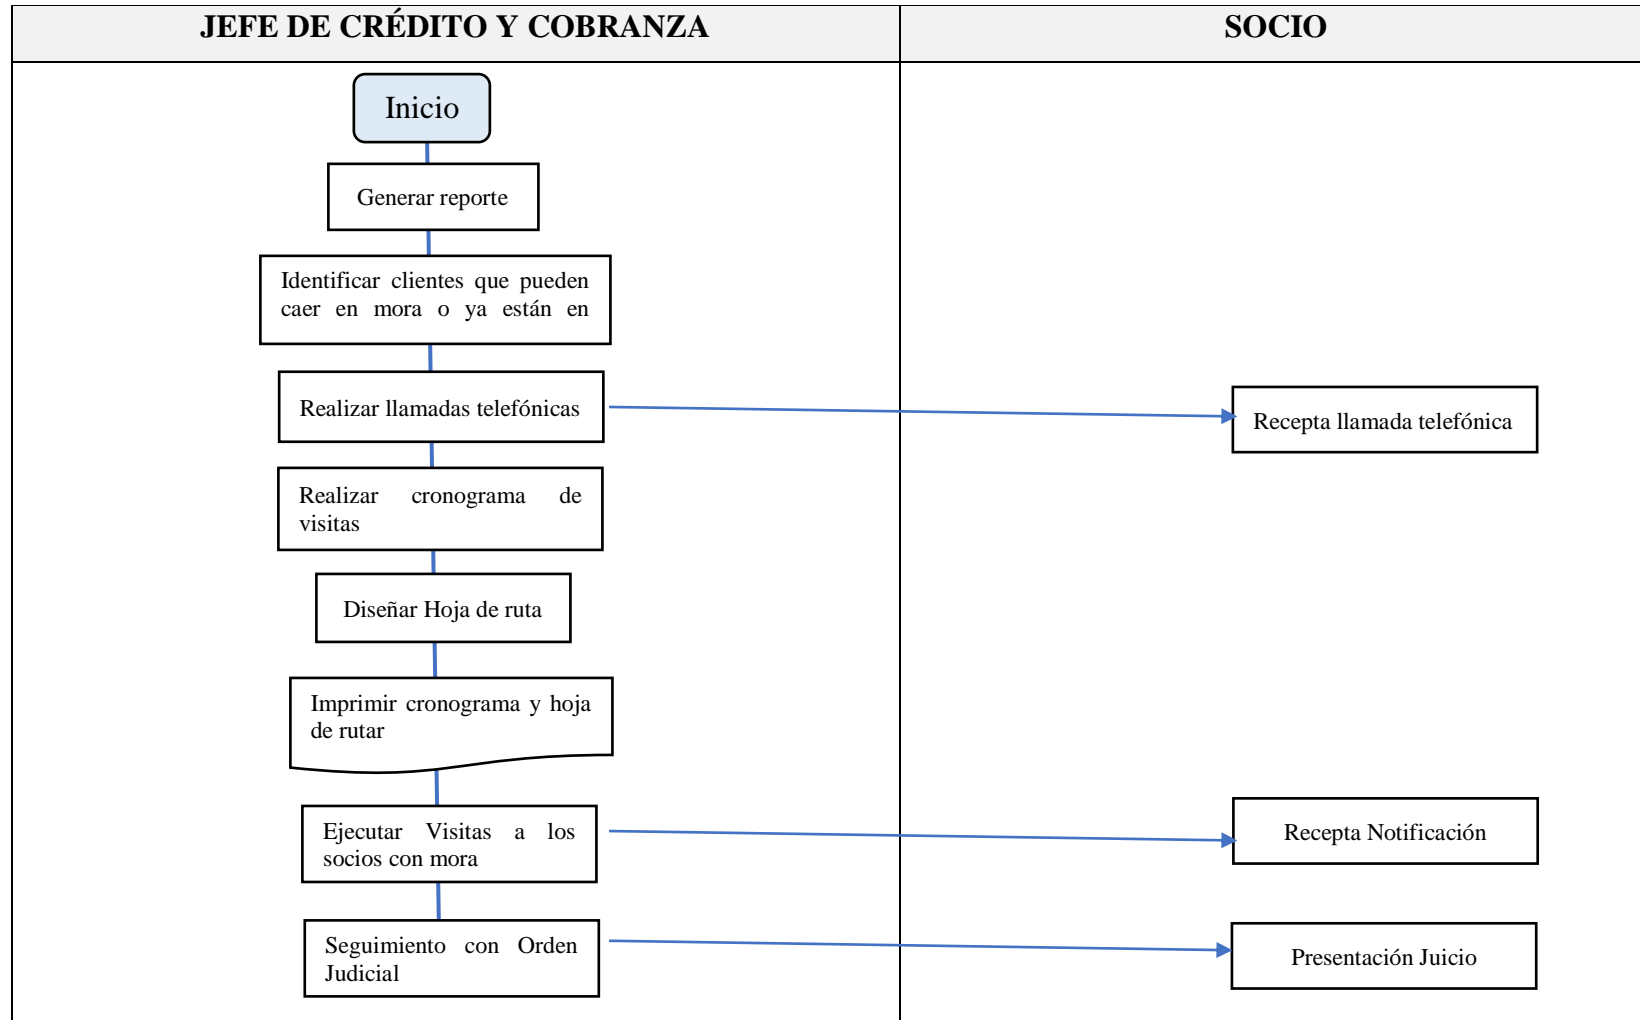 JEFE DE CRÉDITO Y COBRANZA
SOCIO
Inicio
Generar reporte
Identificar clientes que pueden
caer en mora o ya están en
Realizar llamadas telefónicas
Recepta llamada telefónica
Realizar cronograma de
visitas
Diseñar Hoja de ruta
Imprimir cronograma y hoja
de rutar
Ejecutar Visitas a los
socios con mora
Recepta Notificación
Seguimiento con Orden
Judicial
Presentación Juicio